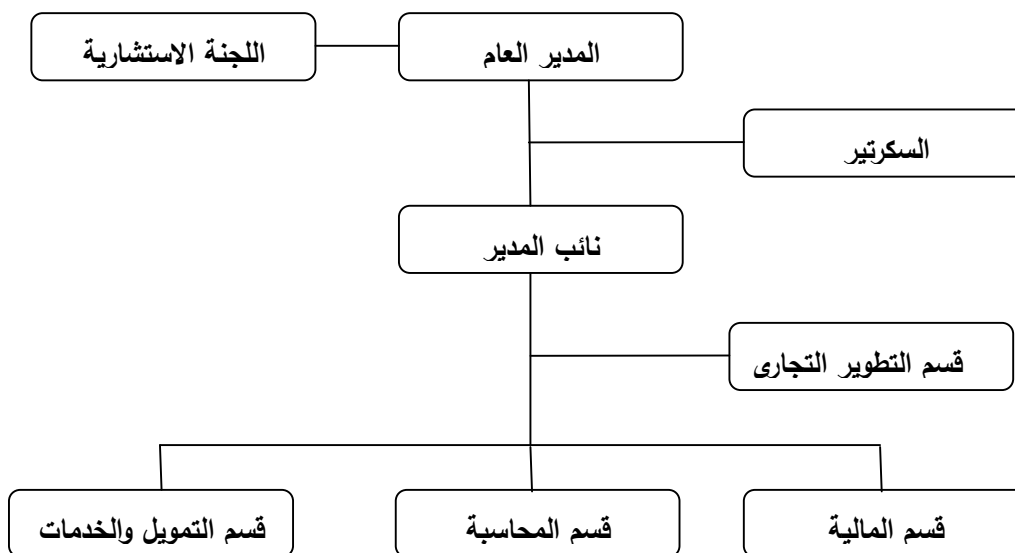 المدير العام
اللجنة الاستشارية
السكرتير
نائب المدير
قسم التطوير التجارى
قسم المالية
قسم المحاسبة
قسم التمويل والخدمات